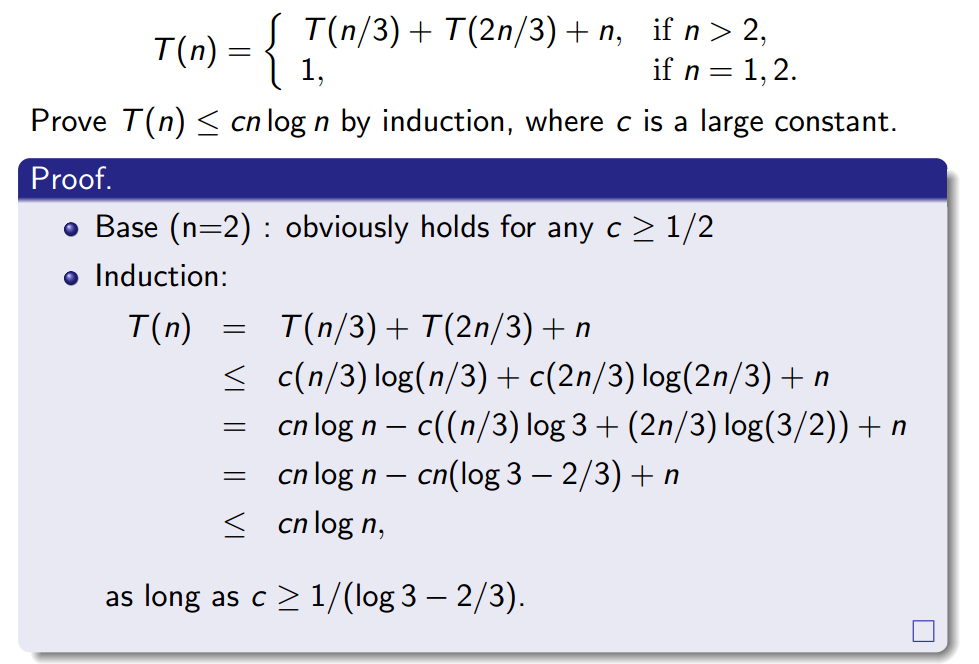 T(n) = { T(n/3) + T(2n/3) + n, if n > 2,
1, if n = 1, 2.
Prove T(n) ≤ cn log n by induction, where c is a large constant.
Proof.
Base (n=2) : obviously holds for any c ≥ 1/2
Induction:
T(n) = T(n/3) + T(2n/3) + n
≤ c(n/3) log(n/3) + c(2n/3) log(2n/3) + n
= cn log n − c((n/3) log 3 + (2n/3) log(3/2)) + n
= cn log n − cn(log 3 − 2/3) + n
≤ cn log n,
as long as c ≥ 1/(log 3 − 2/3).